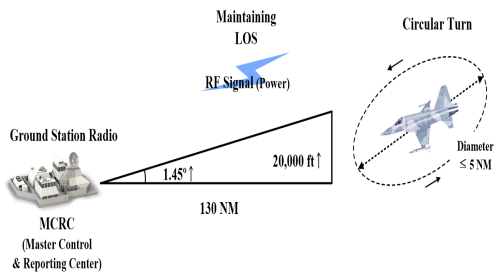 Maintaining
LOS
RF Signal (Power)
Circular Turn
Ground Station Radio
20,000 ft↑
Diameter
≤ 5 NM
1.45º↑
130 NM
MCRC
(Master Control
& Reporting Center)